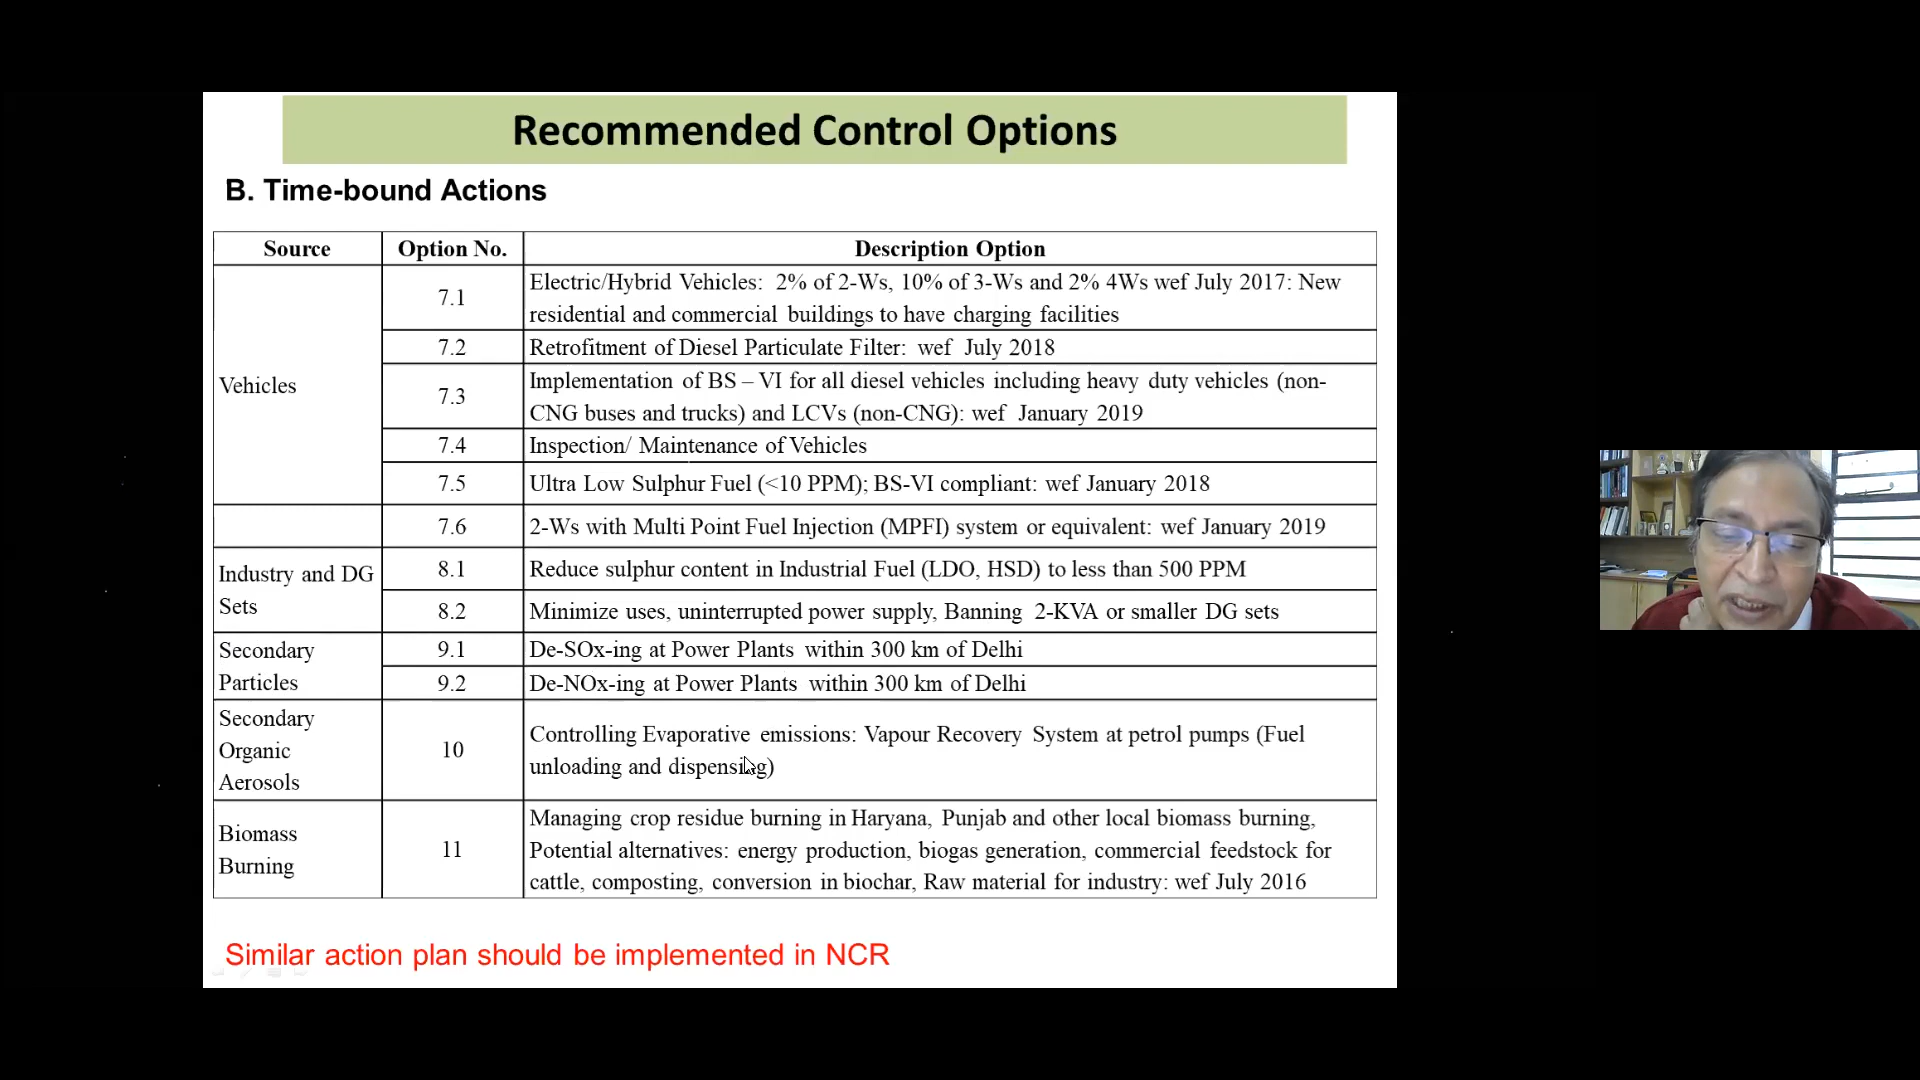 Recommended Control Options
B. Time-bound Actions
Source Option No. Description Option
Vehicles
7.1 Electric/Hybrid Vehicles: 2% of 2-Ws, 10% of 3-Ws and 2% 4Ws wef July 2017: New
residential and commercial buildings to have charging facilities
7.2 Retrofitment of Diesel Particulate Filter: wef July 2018
7.3 Implementation of BS – VI for all diesel vehicles including heavy duty vehicles (non-
CNG buses and trucks) and LCVs (non-CNG): wef January 2019
7.4 Inspection/ Maintenance of Vehicles
7.5 Ultra Low Sulphur Fuel (<10 PPM); BS-VI compliant: wef January 2018
7.6 2-Ws with Multi Point Fuel Injection (MPFI) system or equivalent: wef January 2019
Industry and DG
Sets
8.1 Reduce sulphur content in Industrial Fuel (LDO, HSD) to less than 500 PPM
8.2 Minimize uses, uninterrupted power supply, Banning 2-KVA or smaller DG sets
Secondary
Particles
9.1 De-SOx-ing at Power Plants within 300 km of Delhi
9.2 De-NOx-ing at Power Plants within 300 km of Delhi
Secondary
Organic
Aerosols
10 Controlling Evaporative emissions: Vapour Recovery System at petrol pumps (Fuel
unloading and dispensing)
Biomass
Burning
11 Managing crop residue burning in Haryana, Punjab and other local biomass burning,
Potential alternatives: energy production, biogas generation, commercial feedstock for
cattle, composting, conversion in biochar, Raw material for industry: wef July 2016
Similar action plan should be implemented in NCR